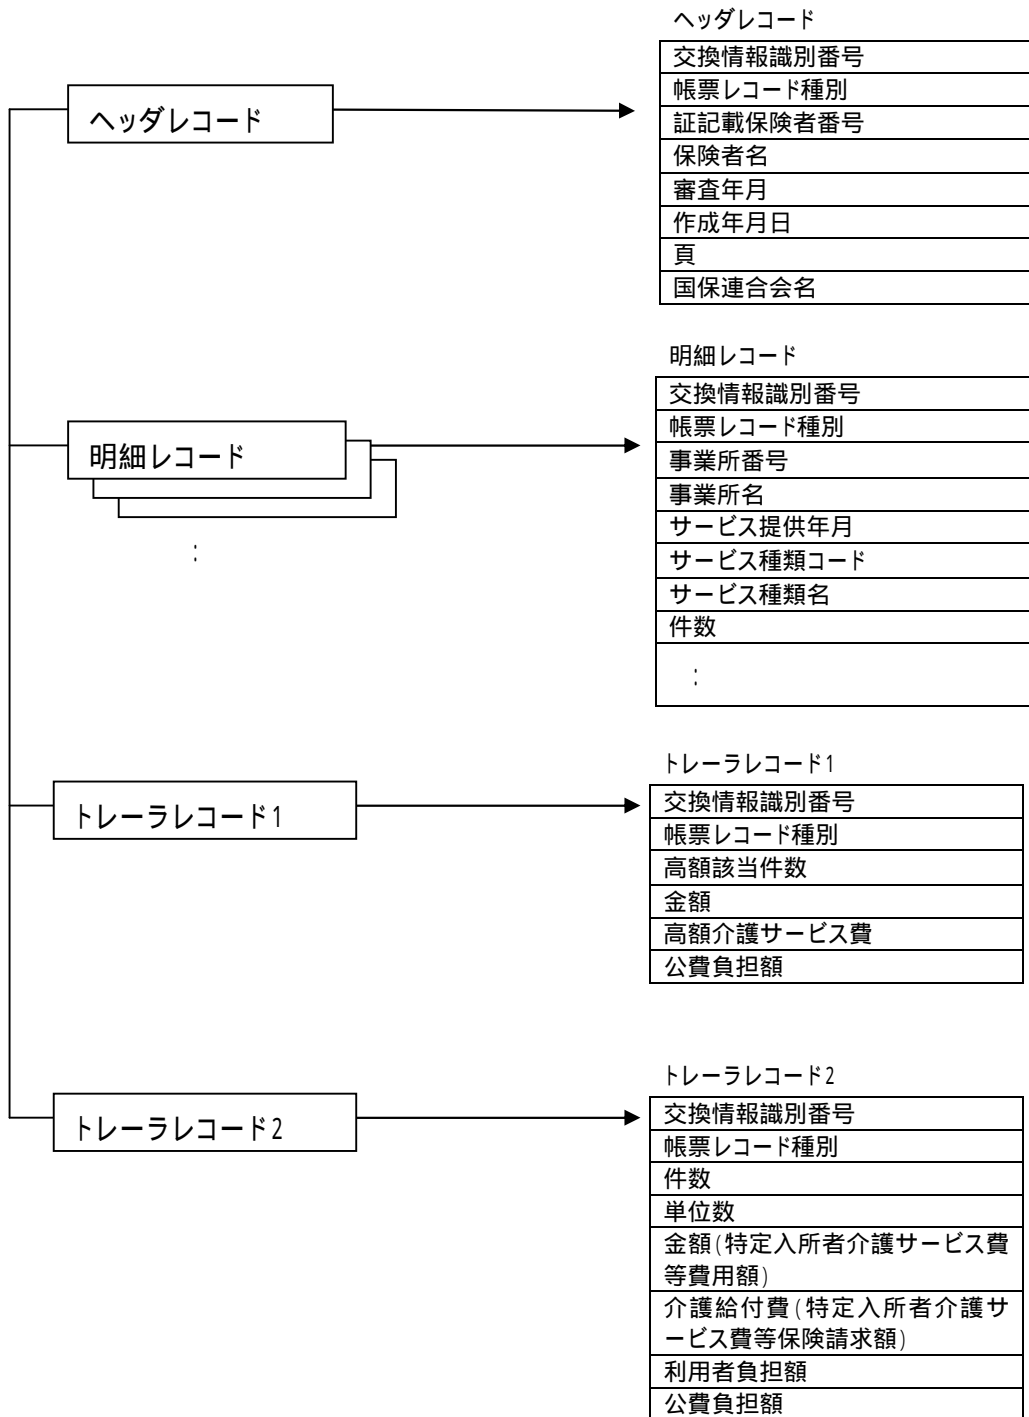 ヘッダレコード
交換情報識別番号
帳票レコード種別
証記載保険者番号
保険者名
審査年月
作成年月日
頁
国保連合会名
ヘッダレコード
明細レコード
交換情報識別番号
帳票レコード種別
事業所番号
事業所名
サービス提供年月
サービス種類コード
サービス種類名
件数
:
明細レコード
:
トレーラレコード1
交換情報識別番号
帳票レコード種別
高額該当件数
金額
高額介護サービス費
公費負担額
トレーラレコード1
トレーラレコード2
交換情報識別番号
帳票レコード種別
件数
単位数
金額(特定入所者介護サービス費
等費用額)
介護給付費(特定入所者介護サ
ービス費等保険請求額)
利用者負担額
公費負担額
トレーラレコード2